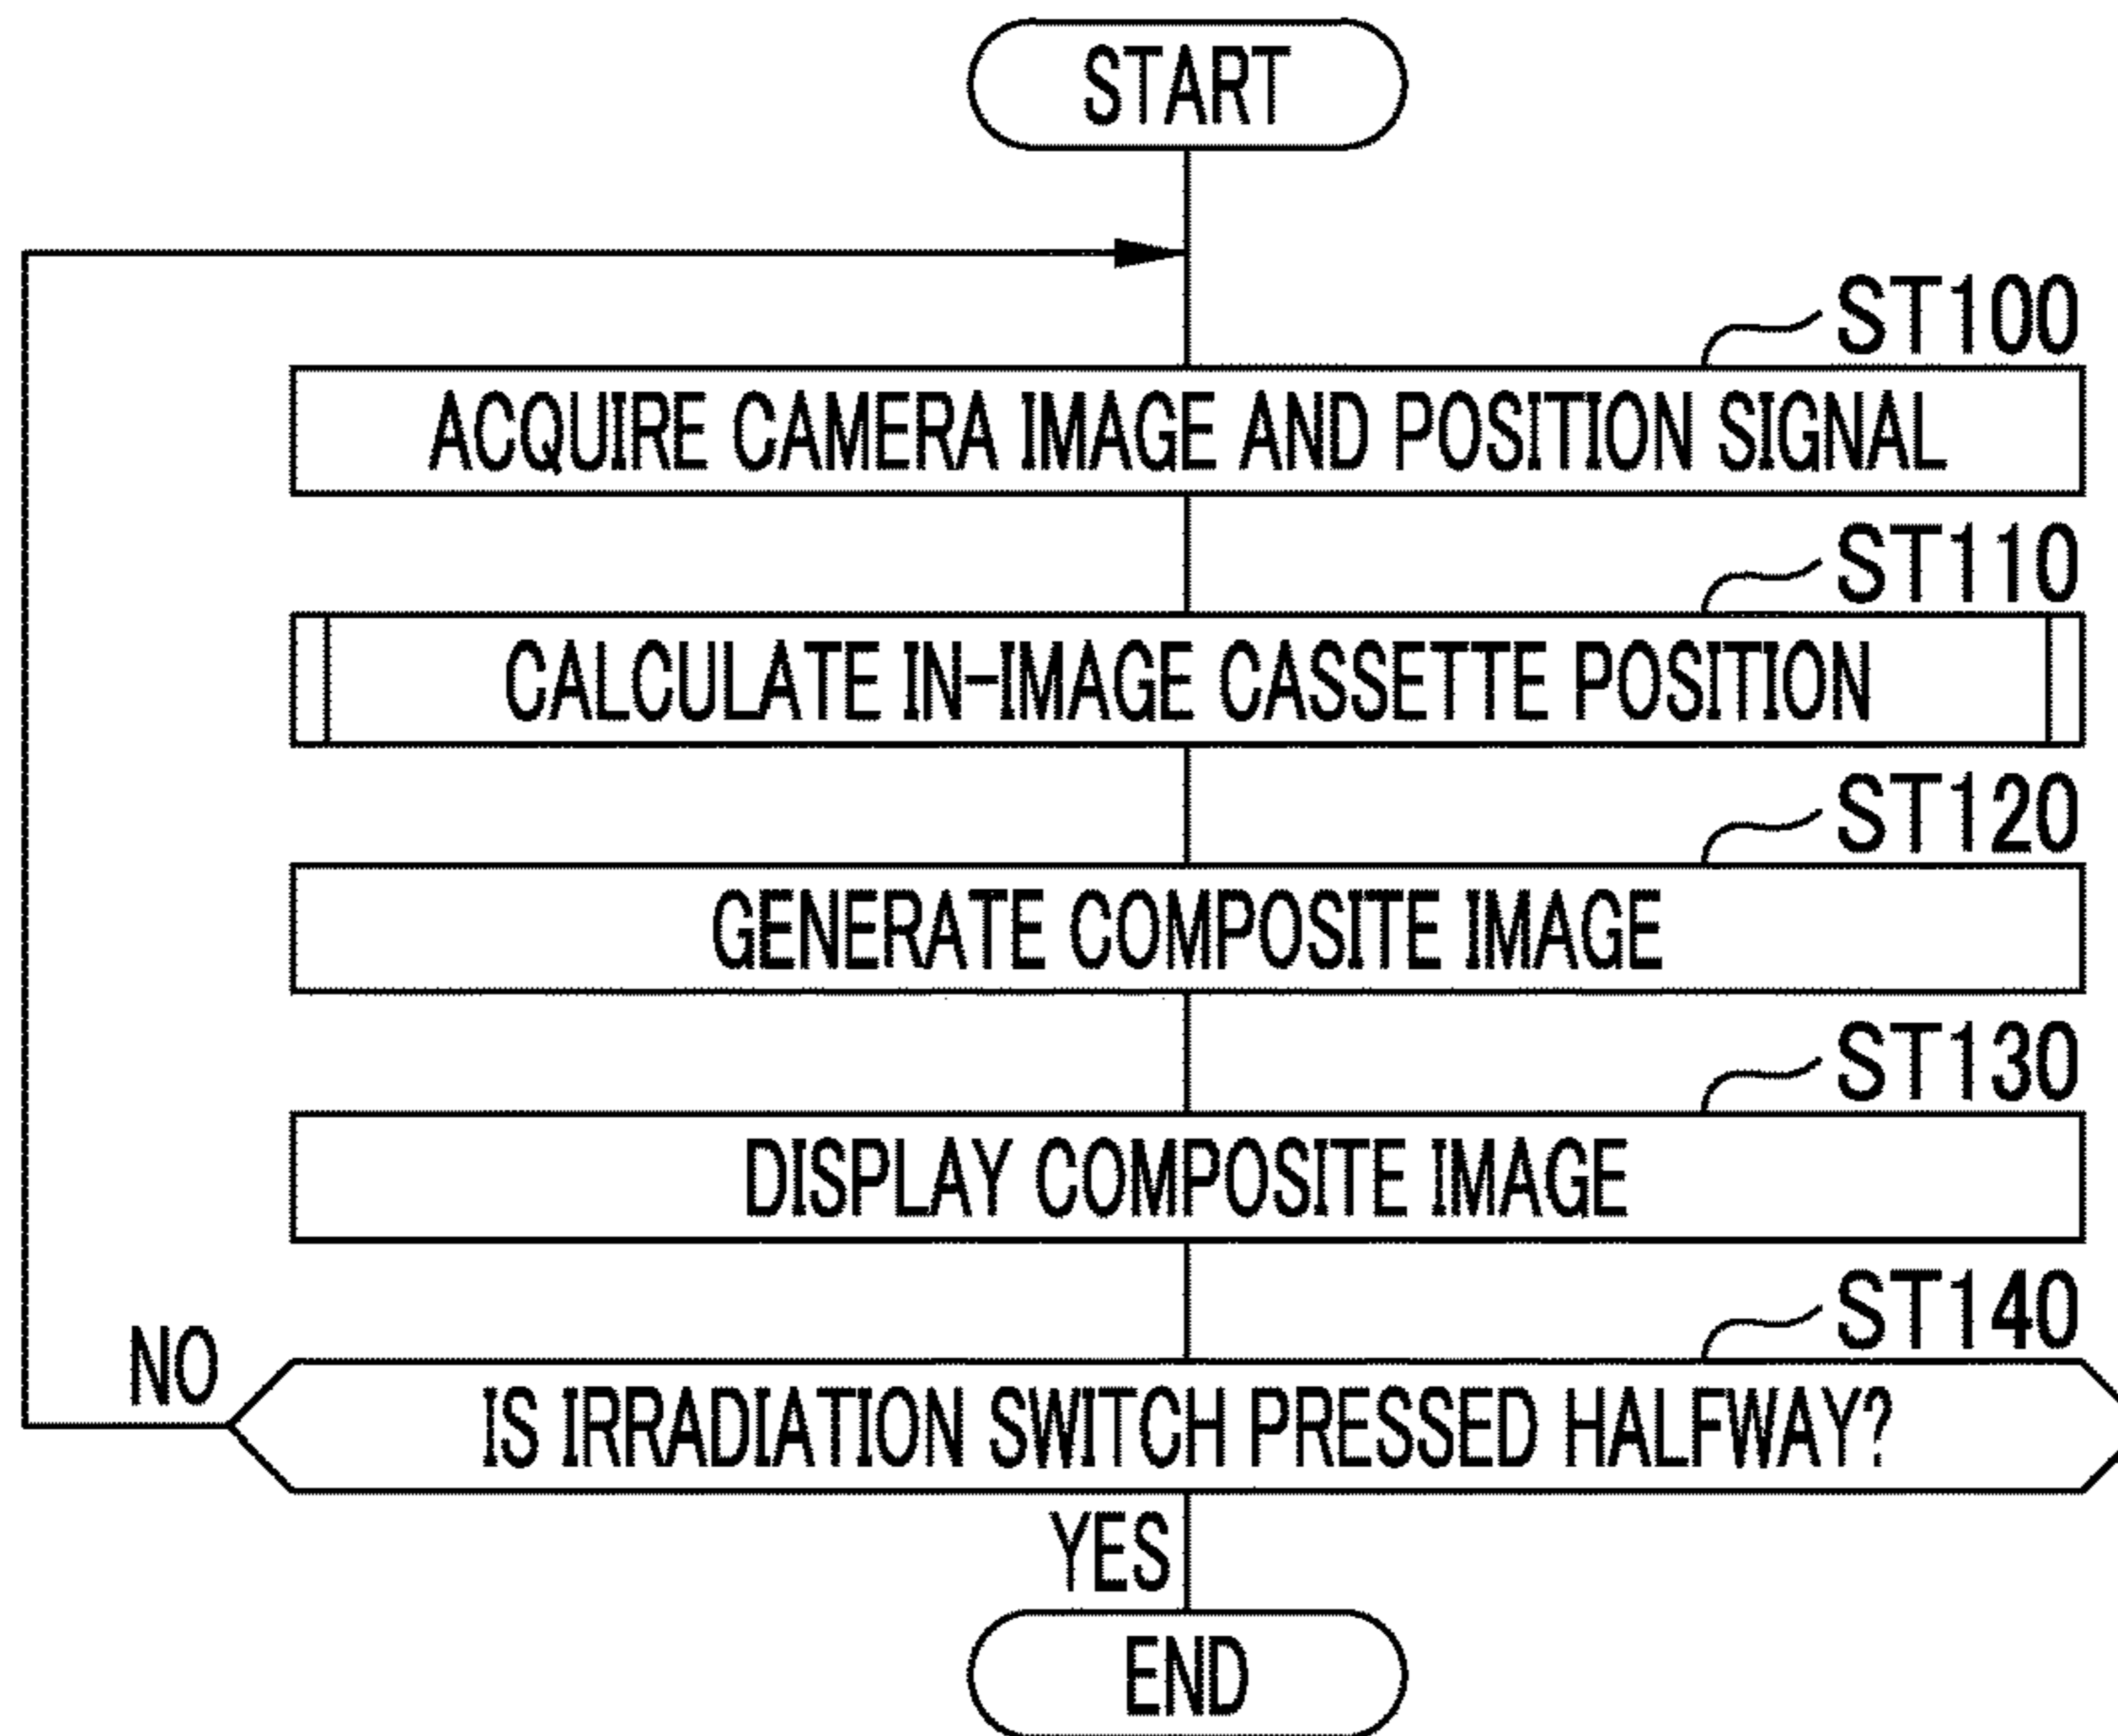 START
ST100
ACQUIRE CAMERA IMAGE AND POSITION SIGNAL
ST110
CALCULATE IN-IMAGE CASSETTE POSITION
ST120
GENERATE COMPOSITE IMAGE
ST130
DISPLAY COMPOSITE IMAGE
ST140
NO
IS IRRADIATION SWITCH PRESSED HALFWAY?
YES
END